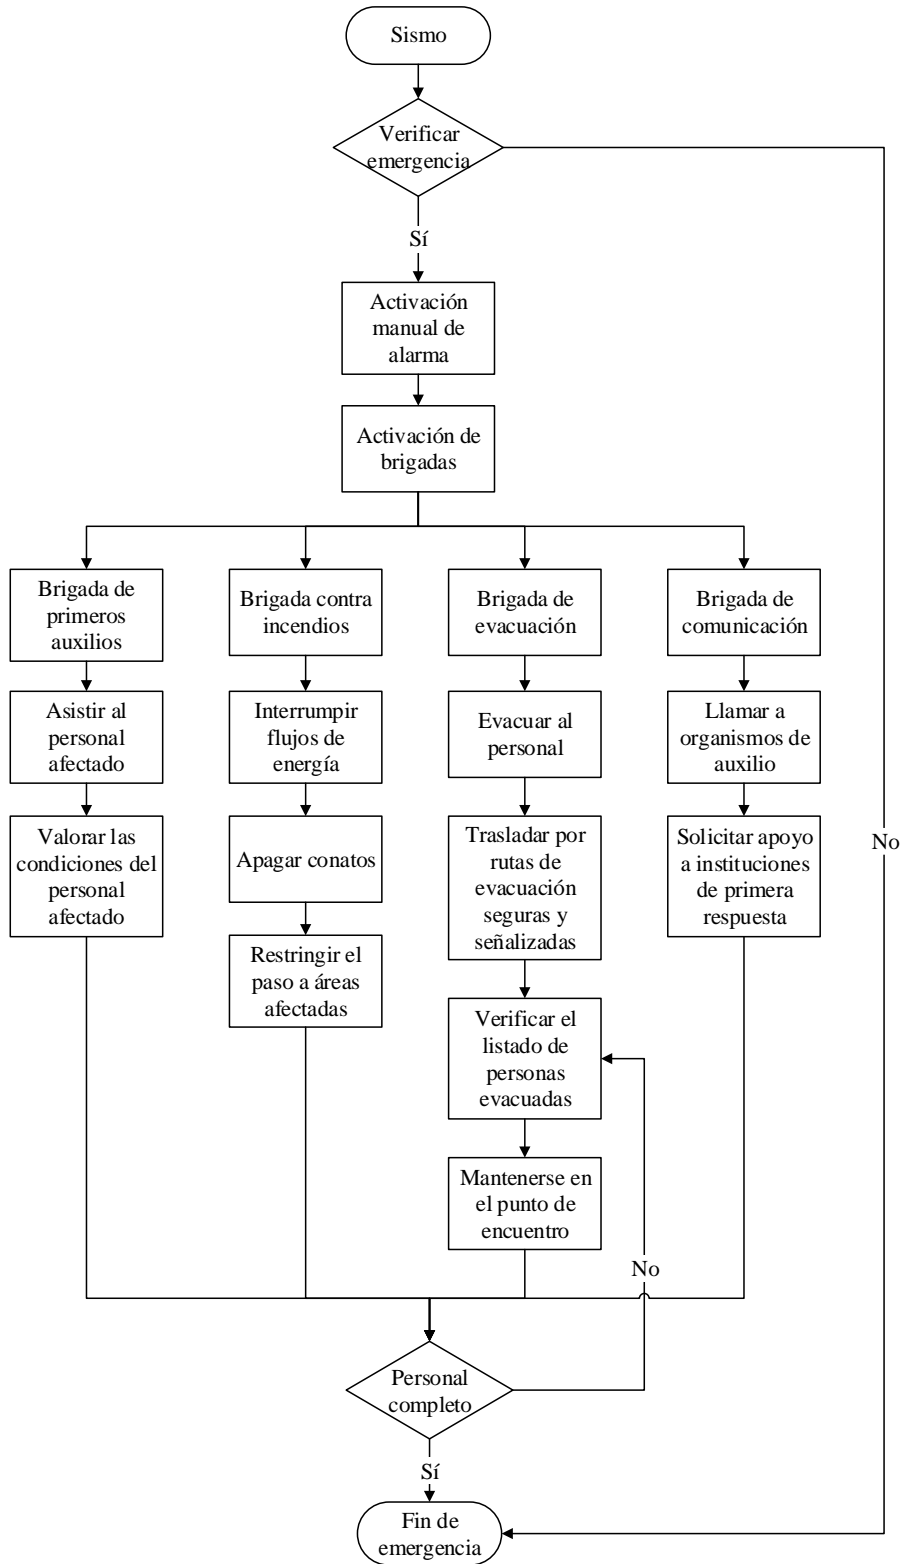 Sismo
Verificar
emergencia
Sí
Activación
manual de
alarma
Activación de
brigadas
Brigada de
primeros
auxilios
Brigada contra
incendios
Brigada de
evacuación
Brigada de
comunicación
Asistir al
personal
afectado
Interrumpir
flujos de
energía
Evacuar al
personal
Llamar a
organismos de
auxilio
Valorar las
condiciones del
personal
afectado
Apagar conatos
Trasladar por
rutas de
evacuación
seguras y
señalizadas
Solicitar apoyo
a instituciones
de primera
respuesta
No
Restringir el
paso a áreas
afectadas
Verificar el
listado de
personas
evacuadas
Mantenerse en
el punto de
encuentro
No
Personal
completo
Sí
Fin de
emergencia